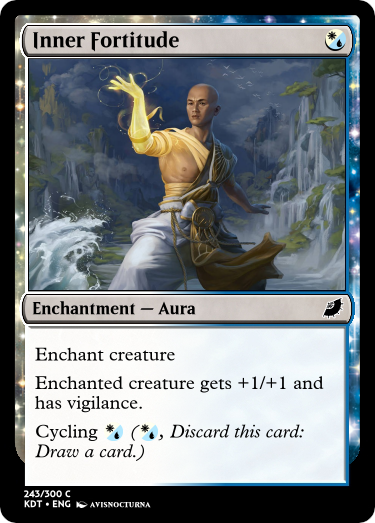 Inner Fortitude
Enchantment — Aura
Enchant creature
Enchanted creature gets +1/+1 and
has vigilance.
Cycling (, Discard this card:
Draw a card.)
243/300 C
KDT • ENG AVISNOCTURNA